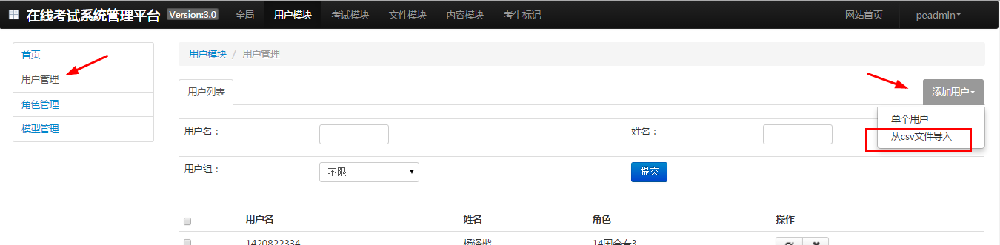 在线考试系统管理平台 Version:3.0 全局 用户模块 考试模块 文件模块 内容模块 考生标记 网站首页 peadmin
首页
用户管理
角色管理
模型管理
用户模块 / 用户管理
用户列表
添加用户
单个用户
从csv文件导入
用户名： 姓名：
用户组： 不限 提交
用户名 姓名 角色 操作
1420822334 杨泽楷 14国会专3